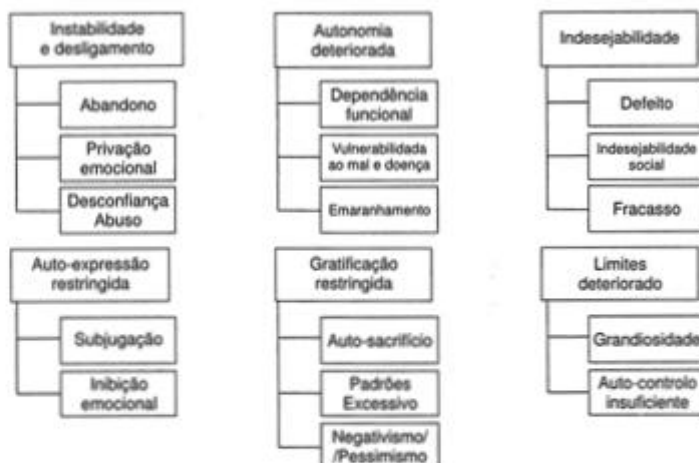 Instabilidade
e desligamento
Abandono
Privação
emocional
Desconfiança
Abuso
Autonomia
deteriorada
Dependência
funcional
Vulnerabilidada
ao mal e doença
Emaranhamento
Indesejabilidade
Defeito
Indesejabilidade
social
Fracasso
Auto-expressão
restringida
Subjugação
Inibição
emocional
Gratificação
restringida
Auto-sacrifício
Padrões
Excessivo
Negativismo/
/Pessimismo
Limites
deteriorado
Grandiosidade
Auto-controlo
insuficiente